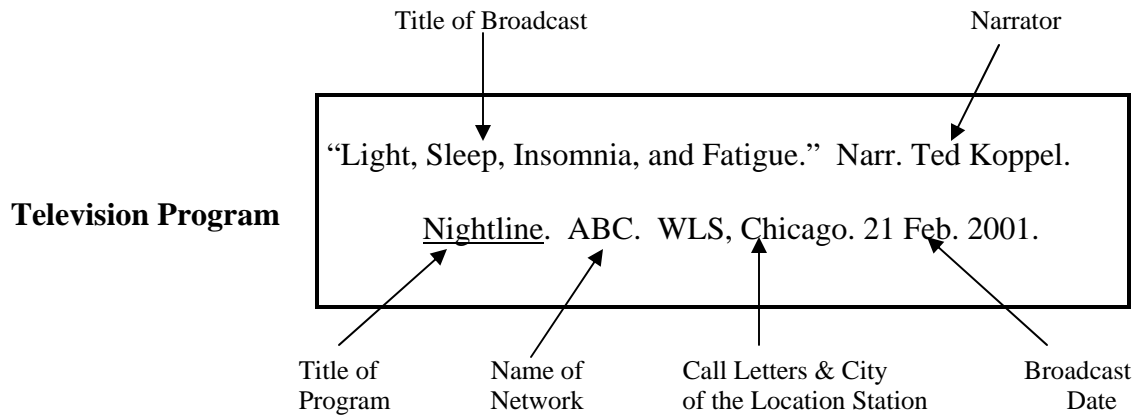 Title of Broadcast Narrator
“Light, Sleep, Insomnia, and Fatigue.” Narr. Ted Koppel.
Television Program
Nightline. ABC. WLS, Chicago. 21 Feb. 2001.
Title of Program
Name of Network
Call Letters & City
of the Location Station
Broadcast Date